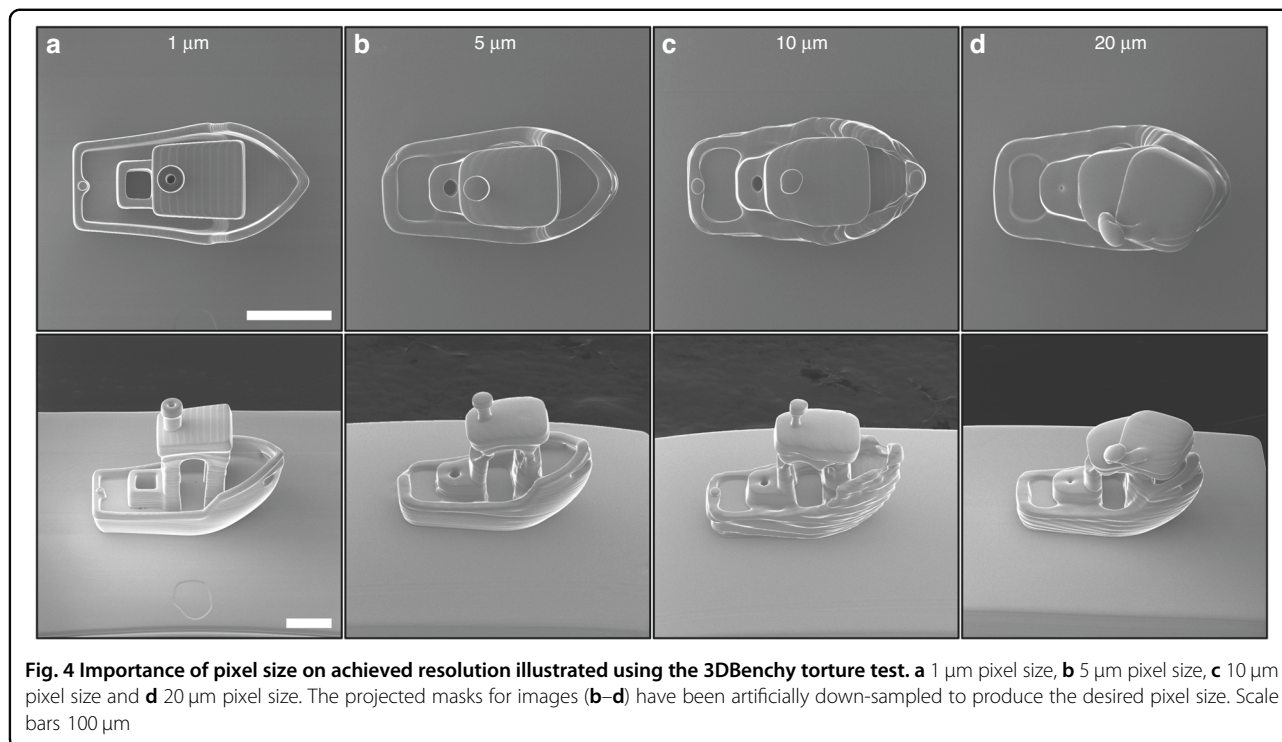 a 1 μm b 5 μm c 10 μm d 20 μm
Fig. 4 Importance of pixel size on achieved resolution illustrated using the 3DBenchy torture test. a 1 μm pixel size, b 5 μm pixel size, c 10 μm
pixel size and d 20 μm pixel size. The projected masks for images (b–d) have been artificially down-sampled to produce the desired pixel size. Scale
bars 100 μm